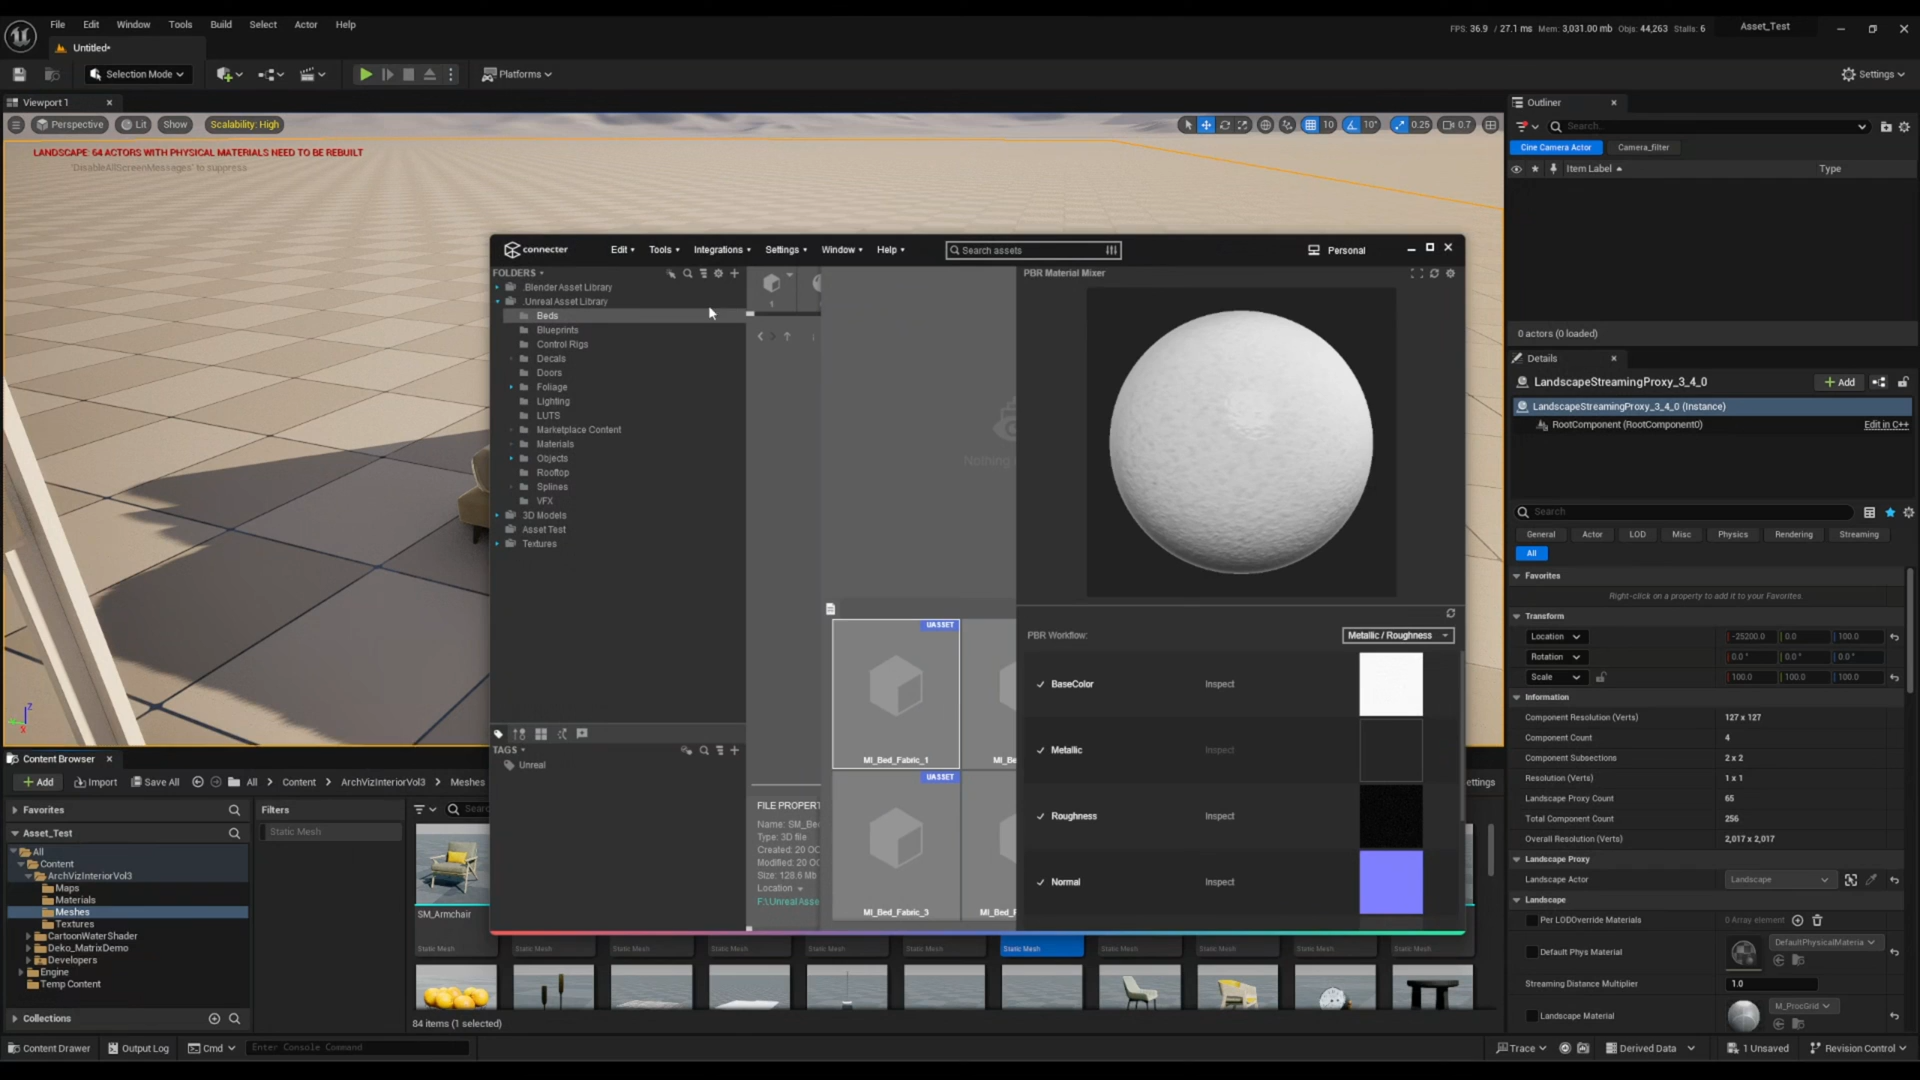 File Edit Window Tools Build Select Actor Help
FPS: 36.9 / 27.1 ms Mem: 3,031.00 mb Objs: 44,263 Stalls: 6
Asset_Test
Untitled*
Selection Mode
Platforms
Settings
Viewport 1
Perspective Lit Show Scalability: High
10 10° 0.25 0.7
LANDSCAPE: 64 ACTORS WITH PHYSICAL MATERIALS NEED TO BE REBUILT
'DisableAllScreenMessages' to suppress
Outliner
Search...
Cine Camera Actor Camera_filter
Item Label Type
0 actors (0 loaded)
connecter Edit Tools Integrations Settings Window Help
Search assets
Personal
FOLDERS
.Blender Asset Library
.Unreal Asset Library
Beds
Blueprints
Control Rigs
Decals
Doors
Foliage
Lighting
LUTS
Marketplace Content
Materials
Objects
Rooftop
Splines
VFX
3D Models
Asset Test
Textures
1
Nothing
TAGS
Unreal
UASSET
MI_Bed_Fabric_1
MI_Be
UASSET
MI_Bed_Fabric_3
MI_Bed_F
FILE PROPERT
Name: SM_Be
Type: 3D file
Created: 20 OC
Modified: 20 OC
Size: 128.6 Mb
Location
F:\Unreal Asse
PBR Material Mixer
PBR Workflow: Metallic / Roughness
BaseColor Inspect
Metallic Inspect
Roughness Inspect
Normal Inspect
Details
LandscapeStreamingProxy_3_4_0
Add
LandscapeStreamingProxy_3_4_0 (Instance)
RootComponent (RootComponent0) Edit in C++
Search
General Actor LOD Misc Physics Rendering Streaming
All
Favorites
Right-click on a property to add it to your Favorites.
Transform
Location -25200.0 0.0 100.0
Rotation 0.0° 0.0° 0.0°
Scale 100.0 100.0 100.0
Information
Component Resolution (Verts) 127 x 127
Component Count 4
Component Subsections 2 x 2
Resolution (Verts) 1 x 1
Landscape Proxy Count 65
Total Component Count 256
Overall Resolution (Verts) 2,017 x 2,017
Landscape Proxy
Landscape Actor Landscape
Landscape
Per LODOverride Materials 0 Array element
Default Phys Material DefaultPhysicalMateria
Streaming Distance Multiplier 1.0
Landscape Material M_ProcGrid
Content Browser
Add Import Save All All Content ArchVizInteriorVol3 Meshes
ettings
Favorites
Asset_Test
All
Content
ArchVizInteriorVol3
Maps
Materials
Meshes
Textures
CartoonWaterShader
Deko_MatrixDemo
Developers
Engine
Temp Content
Collections
Filters
Static Mesh
Searc
SM_Armchair
Static Mesh Static Mesh Static Mesh Static Mesh Static Mesh Static Mesh Static Mesh Static Mesh Static Mesh Static Mesh Static Mesh
84 items (1 selected)
Content Drawer Output Log Cmd Enter Console Command
Trace Derived Data 1 Unsaved Revision Control